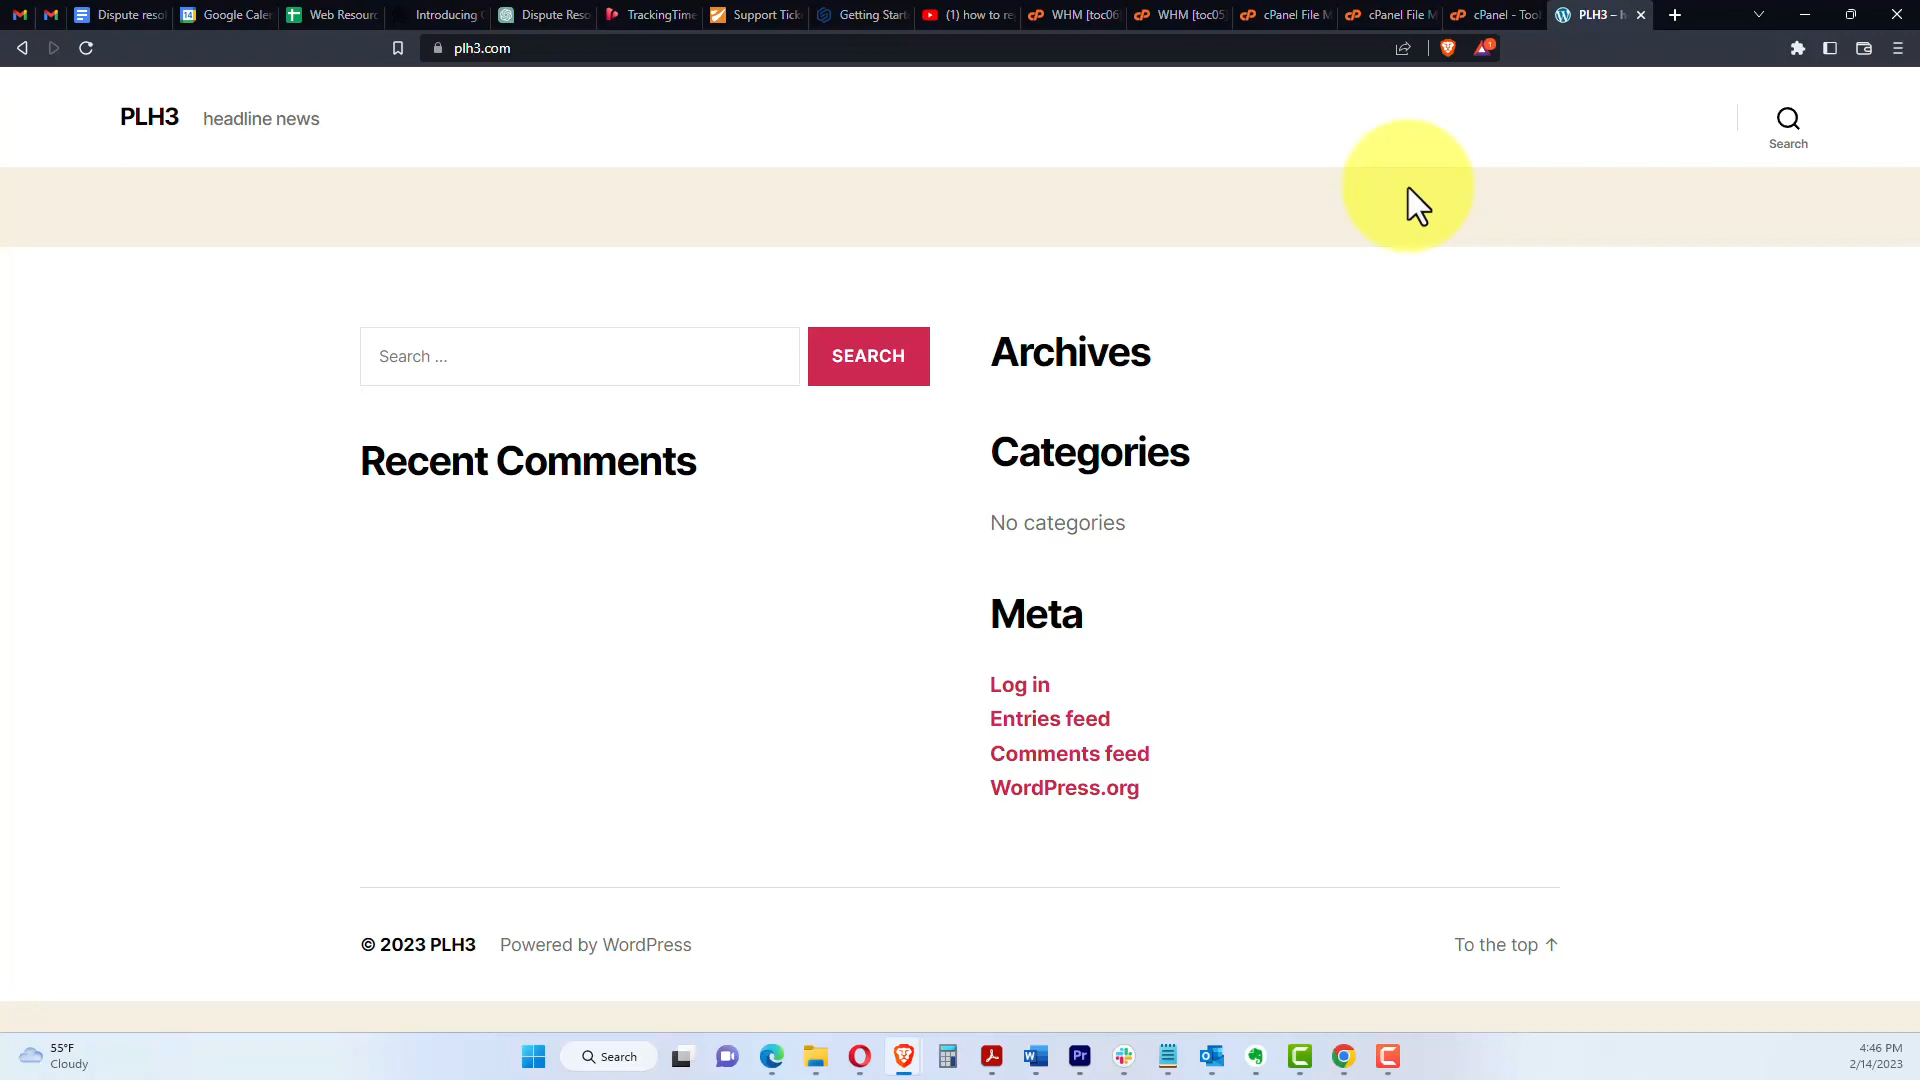 Dispute reso
14
Google Caler
Web Resourc
Introducing
Dispute Reso
TrackingTime
Support Tick
Getting Start
(1) how to re
WHM [toc06
WHM [toc05
cPanel File M
cPanel File M
cPanel - Tool
PLH3 – h
plh3.com
1
PLH3
headline news
Search
Search …
SEARCH
Recent Comments
Archives
Categories
No categories
Meta
Log in
Entries feed
Comments feed
WordPress.org
© 2023 PLH3
Powered by WordPress
To the top ↑
55°F
Cloudy
Search
4:46 PM
2/14/2023